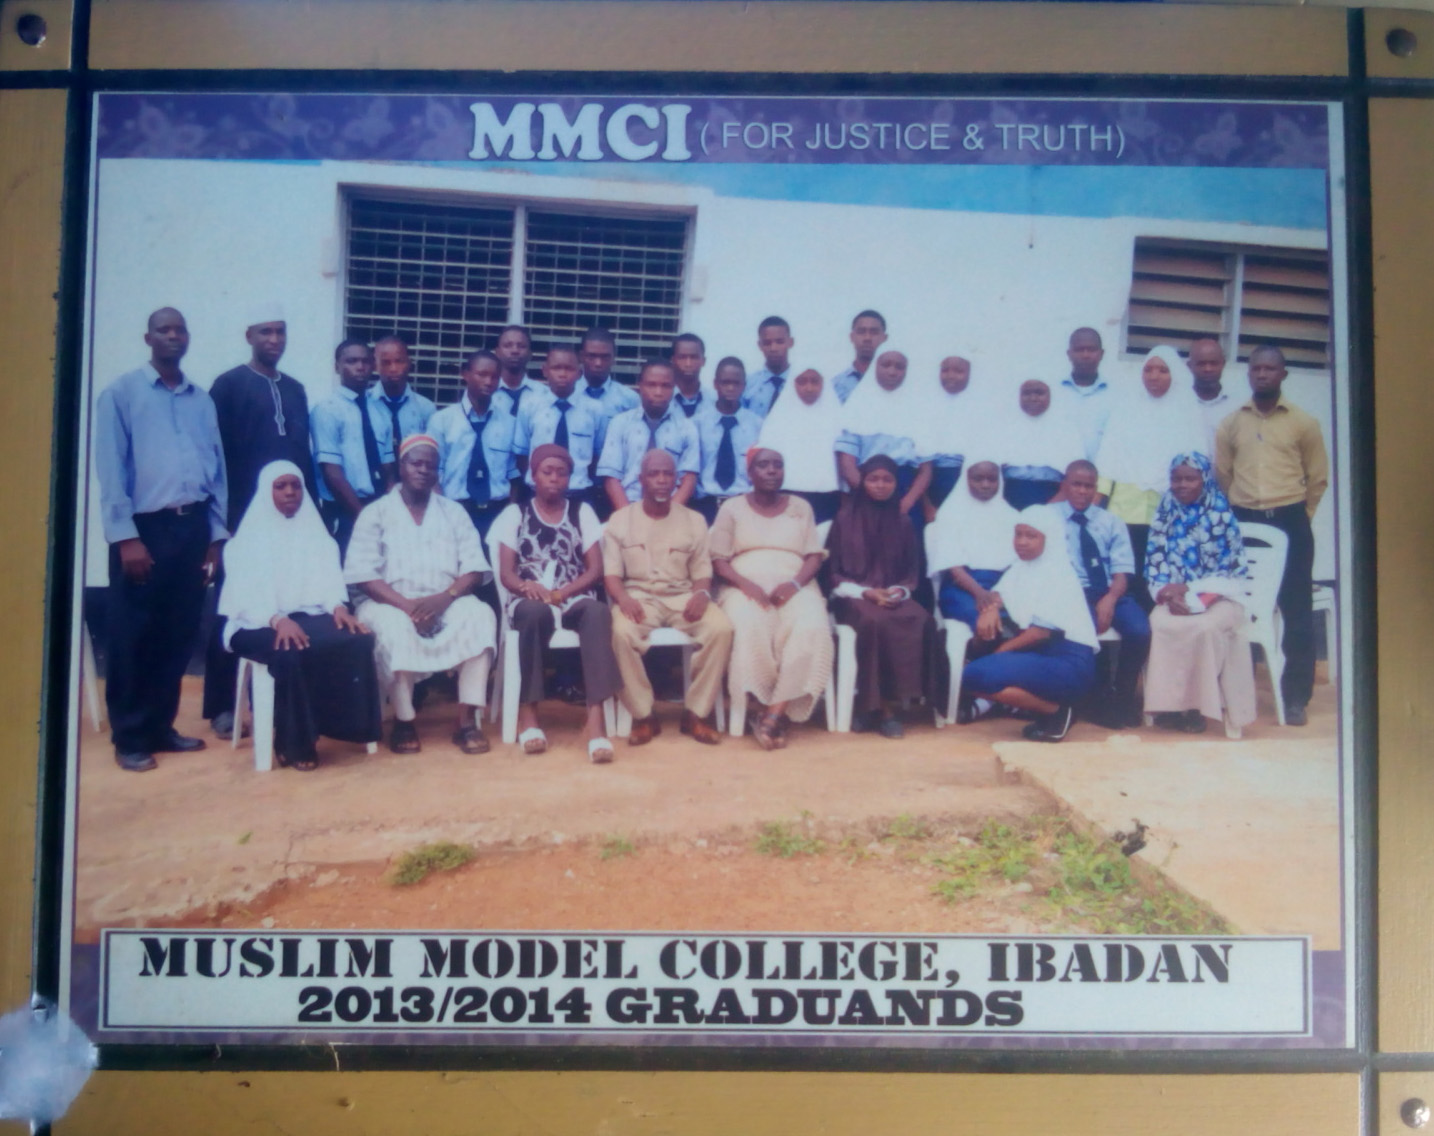 MMCI ( FOR JUSTICE & TRUTH)
MUSLIM MODEL COLLEGE, IBADAN
2013/2014 GRADUANDS